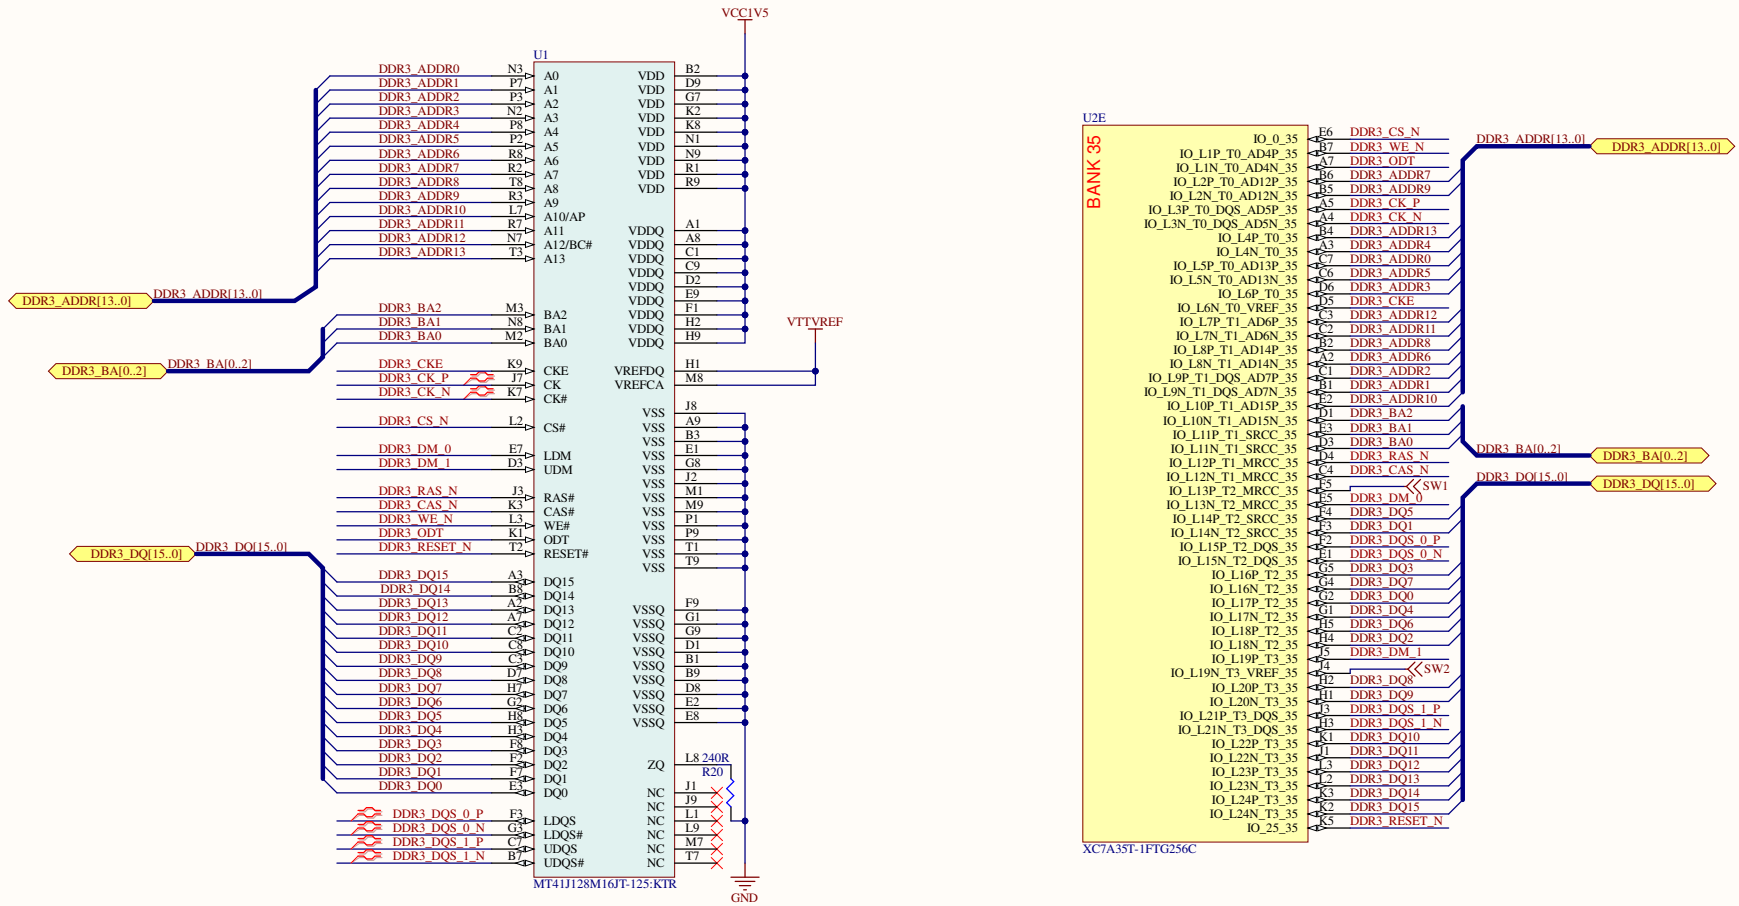 VCC1V5
U1
DDR3_ADDR0 N3 A0 VDD B2
DDR3_ADDR1 P7 A1 VDD D9
DDR3_ADDR2 P3 A2 VDD G7
DDR3_ADDR3 N2 A3 VDD K2
DDR3_ADDR4 P8 A4 VDD K8
DDR3_ADDR5 P2 A5 VDD N1
DDR3_ADDR6 R8 A6 VDD N9
DDR3_ADDR7 R2 A7 VDD R1
DDR3_ADDR8 T8 A8 VDD R9
DDR3_ADDR9 R3 A9
DDR3_ADDR10 L7 A10/AP
DDR3_ADDR11 R7 A11 VDDQ A1
DDR3_ADDR12 N7 A12/BC# VDDQ A8
DDR3_ADDR13 T3 A13 VDDQ C1
VDDQ C9
VDDQ D2
DDR3_ADDR[13..0] DDR3_ADDR[13..0] VDDQ E9
DDR3_BA2 M3 BA2 VDDQ F1
DDR3_BA1 N8 BA1 VDDQ H2
DDR3_BA0 M2 BA0 VDDQ H9
VTTVREF
DDR3_BA[0..2] DDR3_BA[0..2]
DDR3_CKE K9 CKE VREFDQ H1
DDR3_CK_P J7 CK VREFCA M8
DDR3_CK_N K7 CK#
VSS J8
DDR3_CS_N L2 CS# VSS A9
VSS B3
DDR3_DM_0 E7 LDM VSS E1
DDR3_DM_1 D3 UDM VSS G8
VSS J2
DDR3_RAS_N J3 RAS# VSS M1
DDR3_CAS_N K3 CAS# VSS M9
DDR3_WE_N L3 WE# VSS P1
DDR3_ODT K1 ODT VSS P9
DDR3_RESET_N T2 RESET# VSS T1
VSS T9
DDR3_DQ[15..0] DDR3_DQ[15..0]
DDR3_DQ15 A3 DQ15
DDR3_DQ14 B8 DQ14
DDR3_DQ13 A2 DQ13 VSSQ F9
DDR3_DQ12 A7 DQ12 VSSQ G1
DDR3_DQ11 C2 DQ11 VSSQ G9
DDR3_DQ10 C8 DQ10 VSSQ D1
DDR3_DQ9 C3 DQ9 VSSQ B1
DDR3_DQ8 D7 DQ8 VSSQ B9
DDR3_DQ7 H7 DQ7 VSSQ D8
DDR3_DQ6 G2 DQ6 VSSQ E2
DDR3_DQ5 H8 DQ5 VSSQ E8
DDR3_DQ4 H3 DQ4
DDR3_DQ3 F8 DQ3
DDR3_DQ2 F2 DQ2 ZQ L8 240R
R20
DDR3_DQ1 F7 DQ1
DDR3_DQ0 E3 DQ0 NC J1
NC J9
DDR3_DQS_0_P F3 LDQS NC L1
DDR3_DQS_0_N G3 LDQS# NC L9
DDR3_DQS_1_P C7 UDQS NC M7
DDR3_DQS_1_N B7 UDQS# NC T7
MT41J128M16JT-125:KTR
GND
U2E
BANK 35
IO_0_35 E6 DDR3_CS_N
IO_L1P_T0_AD4P_35 B7 DDR3_WE_N
IO_L1N_T0_AD4N_35 A7 DDR3_ODT
IO_L2P_T0_AD12P_35 B6 DDR3_ADDR7
IO_L2N_T0_AD12N_35 B5 DDR3_ADDR9
IO_L3P_T0_DQS_AD5P_35 A5 DDR3_CK_P
IO_L3N_T0_DQS_AD5N_35 A4 DDR3_CK_N
IO_L4P_T0_35 B4 DDR3_ADDR13
IO_L4N_T0_35 A3 DDR3_ADDR4
IO_L5P_T0_AD13P_35 C7 DDR3_ADDR0
IO_L5N_T0_AD13N_35 C6 DDR3_ADDR5
IO_L6P_T0_35 D6 DDR3_ADDR3
IO_L6N_T0_VREF_35 D5 DDR3_CKE
IO_L7P_T1_AD6P_35 C3 DDR3_ADDR12
IO_L7N_T1_AD6N_35 C2 DDR3_ADDR11
IO_L8P_T1_AD14P_35 B2 DDR3_ADDR8
IO_L8N_T1_AD14N_35 A2 DDR3_ADDR6
IO_L9P_T1_DQS_AD7P_35 C1 DDR3_ADDR2
IO_L9N_T1_DQS_AD7N_35 B1 DDR3_ADDR1
IO_L10P_T1_AD15P_35 E2 DDR3_ADDR10
IO_L10N_T1_AD15N_35 D1 DDR3_BA2
IO_L11P_T1_SRCC_35 E3 DDR3_BA1
IO_L11N_T1_SRCC_35 D3 DDR3_BA0
IO_L12P_T1_MRCC_35 D4 DDR3_RAS_N
IO_L12N_T1_MRCC_35 C4 DDR3_CAS_N
IO_L13P_T2_MRCC_35 F5 SW1
IO_L13N_T2_MRCC_35 E5 DDR3_DM_0
IO_L14P_T2_SRCC_35 F4 DDR3_DQ5
IO_L14N_T2_SRCC_35 F3 DDR3_DQ1
IO_L15P_T2_DQS_35 F2 DDR3_DQS_0_P
IO_L15N_T2_DQS_35 E1 DDR3_DQS_0_N
IO_L16P_T2_35 G5 DDR3_DQ3
IO_L16N_T2_35 G4 DDR3_DQ7
IO_L17P_T2_35 G2 DDR3_DQ0
IO_L17N_T2_35 G1 DDR3_DQ4
IO_L18P_T2_35 H5 DDR3_DQ6
IO_L18N_T2_35 H4 DDR3_DQ2
IO_L19P_T3_35 J5 DDR3_DM_1
IO_L19N_T3_VREF_35 J4 SW2
IO_L20P_T3_35 H2 DDR3_DQ8
IO_L20N_T3_35 H1 DDR3_DQ9
IO_L21P_T3_DQS_35 J3 DDR3_DQS_1_P
IO_L21N_T3_DQS_35 H3 DDR3_DQS_1_N
IO_L22P_T3_35 K1 DDR3_DQ10
IO_L22N_T3_35 J1 DDR3_DQ11
IO_L23P_T3_35 L3 DDR3_DQ12
IO_L23N_T3_35 L2 DDR3_DQ13
IO_L24P_T3_35 K3 DDR3_DQ14
IO_L24N_T3_35 K2 DDR3_DQ15
IO_25_35 K5 DDR3_RESET_N
XC7A35T-1FTG256C
DDR3_ADDR[13..0] DDR3_ADDR[13..0]
DDR3_BA[0..2] DDR3_BA[0..2]
DDR3_DQ[15..0] DDR3_DQ[15..0]